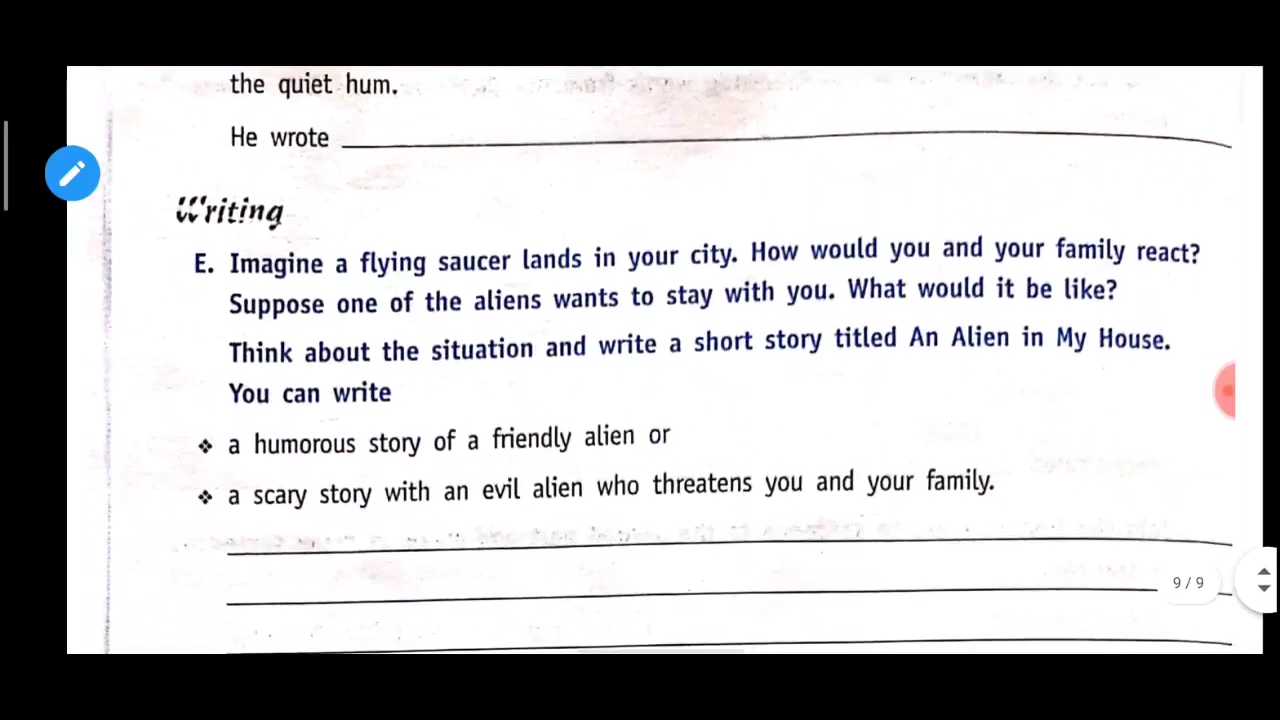 the quiet hum.
He wrote
Writing
E. Imagine a flying saucer lands in your city. How would you and your family react?
Suppose one of the aliens wants to stay with you. What would it be like?
Think about the situation and write a short story titled An Alien in My House.
You can write
❖ a humorous story of a friendly alien or
❖ a scary story with an evil alien who threatens you and your family.
9/9